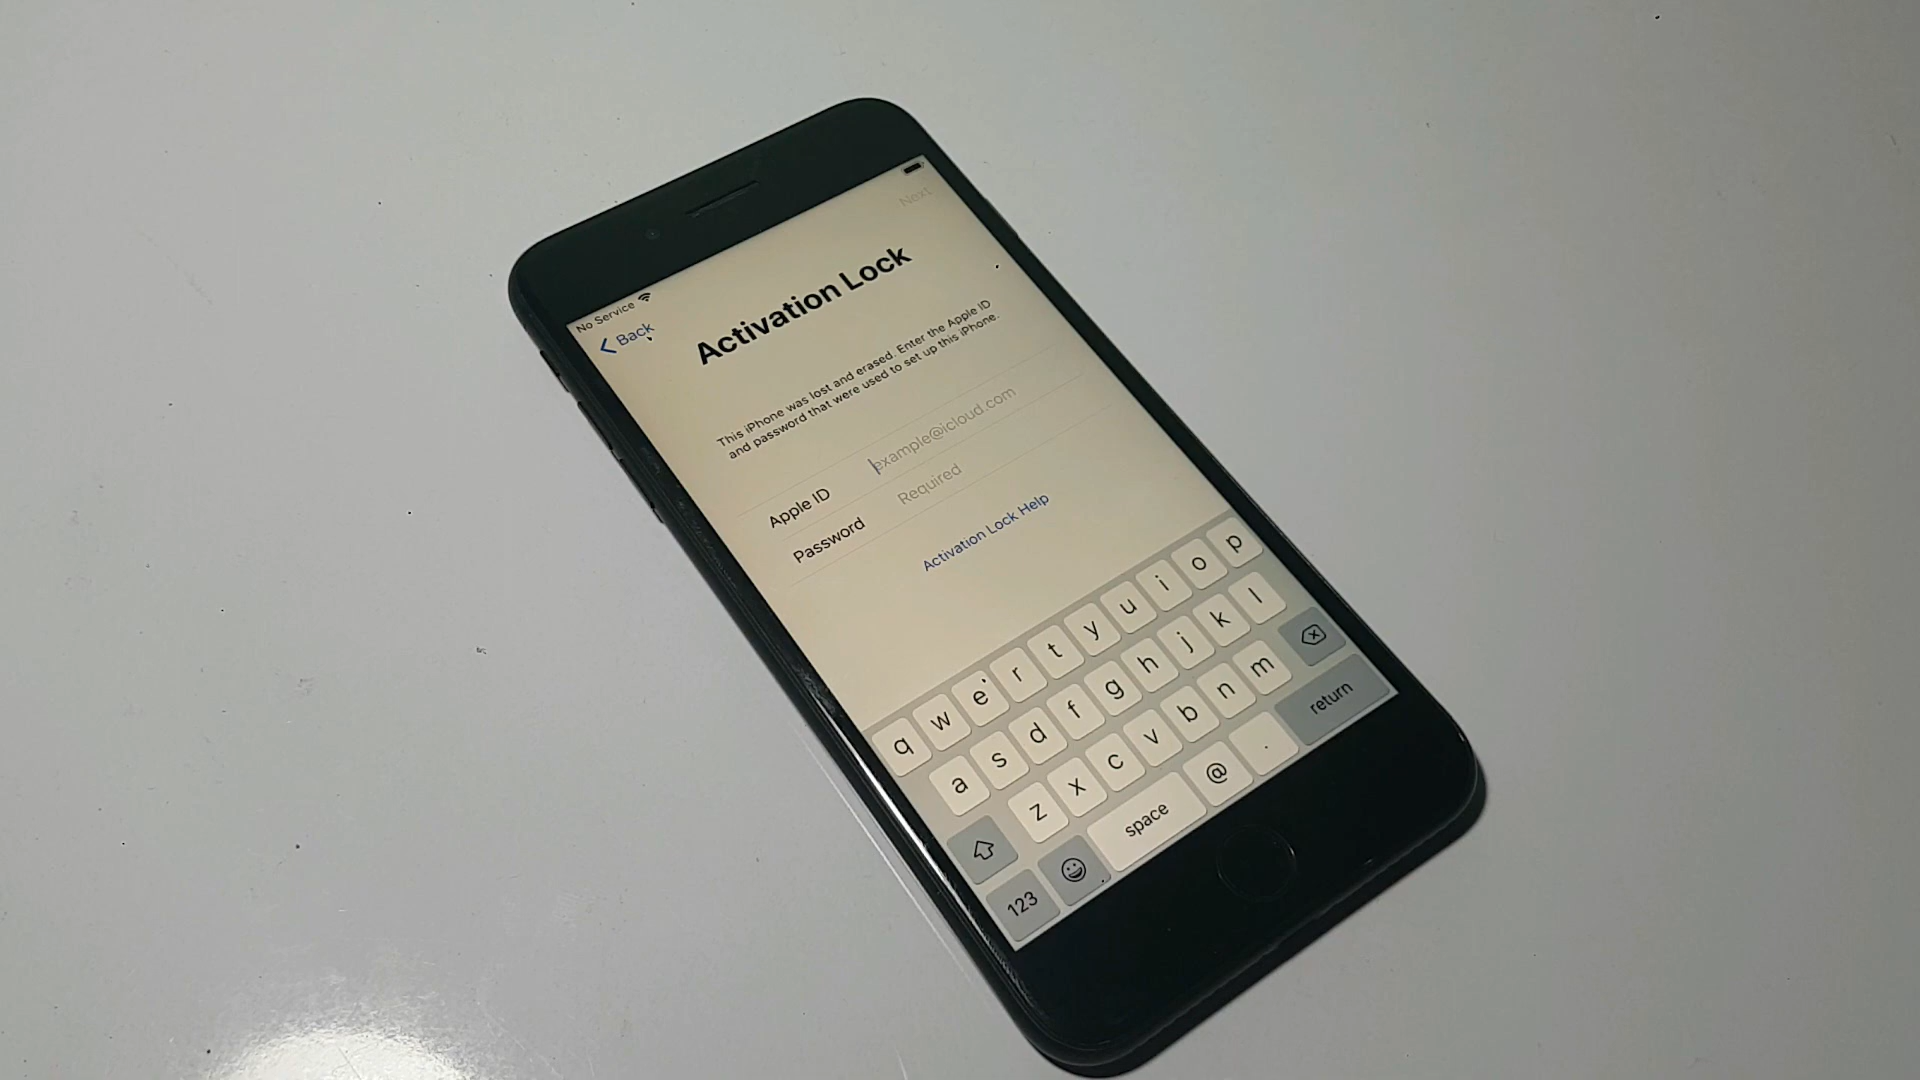 No Service
Back
Next
Activation Lock
This iPhone was lost and erased. Enter the Apple ID
and password that were used to set up this iPhone.
Apple ID example@icloud.com
Password Required
Activation Lock Help
q w e r t y u i o p
a s d f g h j k l
z x c v b n m
123 space @ . return